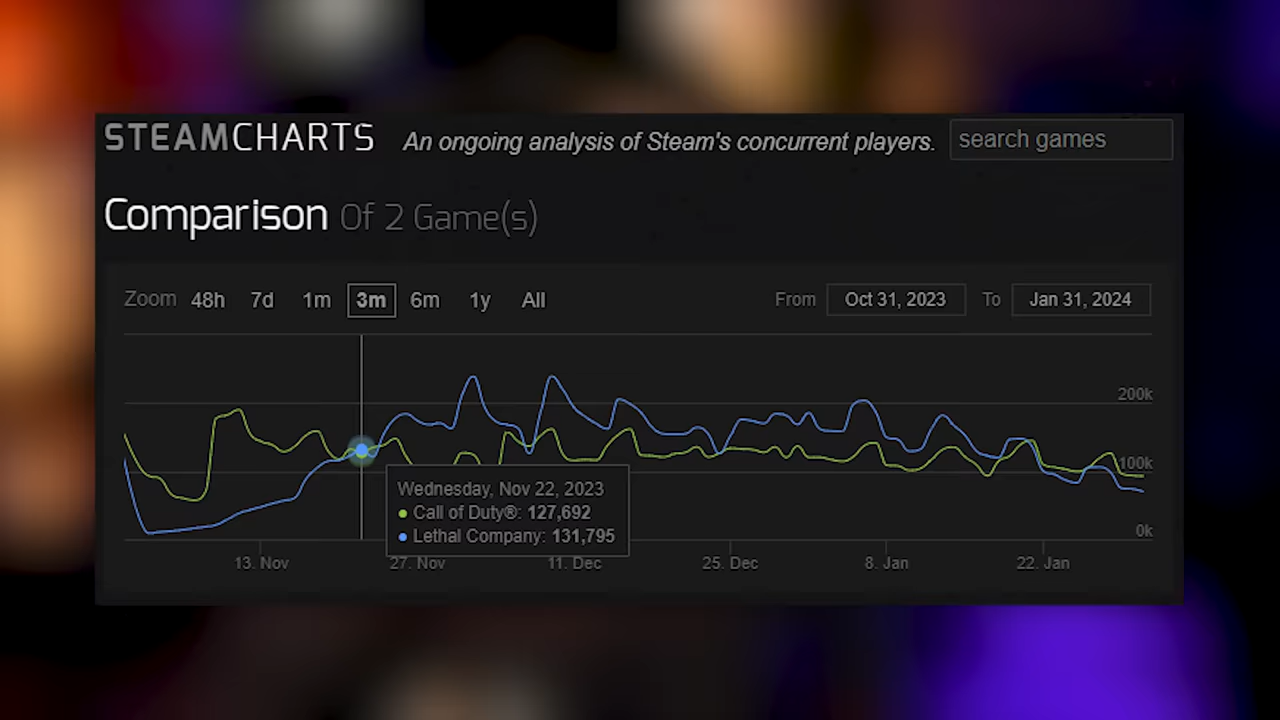 STEAMCHARTS An ongoing analysis of Steam's concurrent players. search games
Comparison Of 2 Game(s)
Zoom 48h 7d 1m 3m 6m 1y All From Oct 31, 2023 To Jan 31, 2024
200k
100k
Wednesday, Nov 22, 2023
Call of Duty®: 127,692
Lethal Company: 131,795
0k
13. Nov 27. Nov 11. Dec 25. Dec 8. Jan 22. Jan